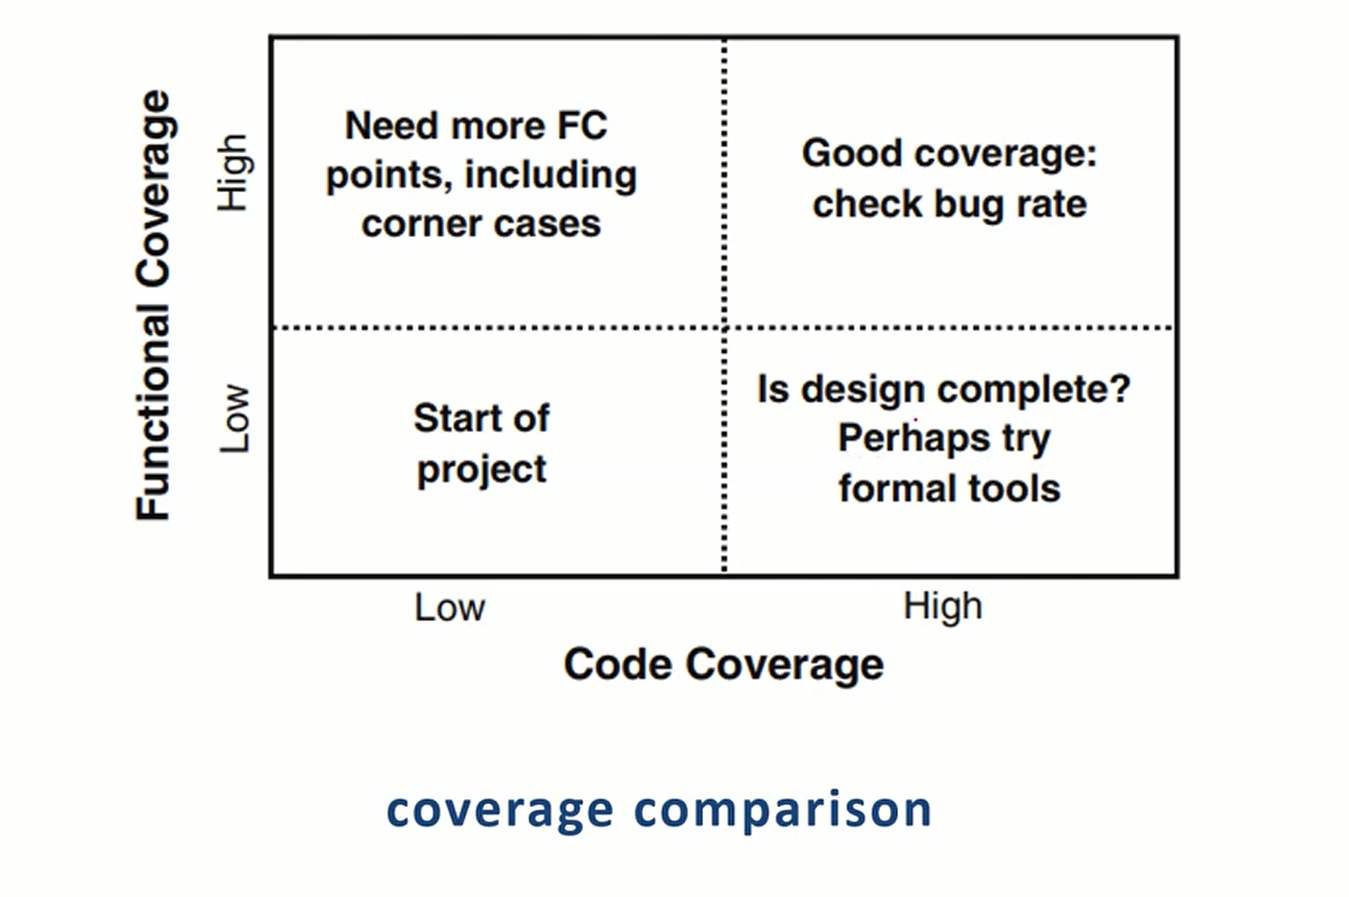 Functional Coverage
High
Low
Need more FC
points, including
corner cases
Good coverage:
check bug rate
Start of
project
Is design complete?
Perhaps try
formal tools
Low
High
Code Coverage
coverage comparison